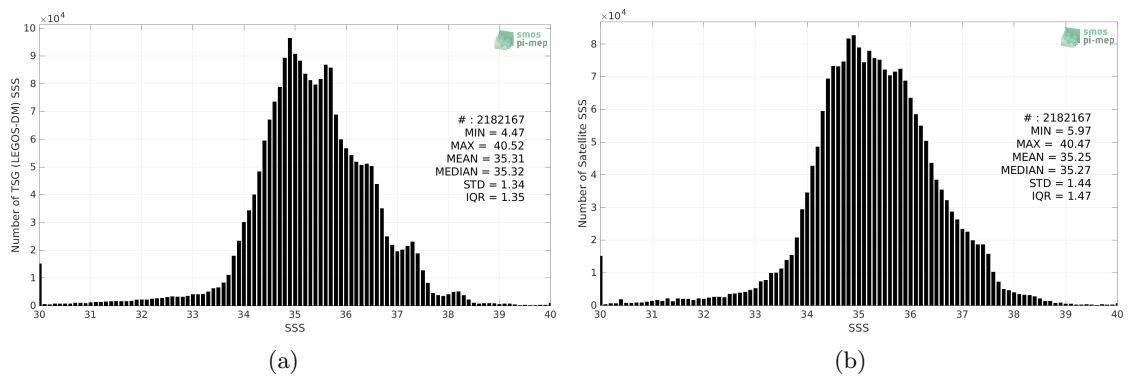 ×10⁴
10
9
8
7
6
5
4
3
2
1
0
30 31 32 33 34 35 36 37 38 39 40
SSS
Number of TSG (LEGOS-DM) SSS
smos
pi-mep
# : 2182167
MIN = 4.47
MAX = 40.52
MEAN = 35.31
MEDIAN = 35.32
STD = 1.34
IQR = 1.35
(a)
×10⁴
8
7
6
5
4
3
2
1
0
30 31 32 33 34 35 36 37 38 39 40
SSS
Number of Satellite SSS
smos
pi-mep
# : 2182167
MIN = 5.97
MAX = 40.47
MEAN = 35.25
MEDIAN = 35.27
STD = 1.44
IQR = 1.47
(b)